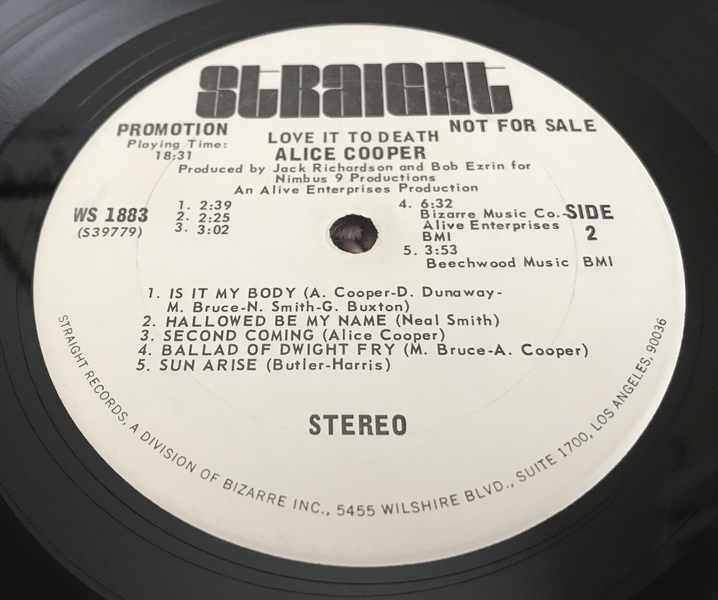 STRAIGHT
PROMOTION
NOT FOR SALE
Playing Time:
18:31
LOVE IT TO DEATH
ALICE COOPER
Produced by Jack Richardson and Bob Ezrin for
Nimbus 9 Productions
An Alive Enterprises Production
WS 1883
(S39779)
1. 2:39
2. 2:25
3. 3:02
4. 6:32
Bizarre Music Co.-
Alive Enterprises
BMI
5. 3:53
Beechwood Music BMI
SIDE
2
1. IS IT MY BODY (A. Cooper-D. Dunaway-
M. Bruce-N. Smith-G. Buxton)
2. HALLOWED BE MY NAME (Neal Smith)
3. SECOND COMING (Alice Cooper)
4. BALLAD OF DWIGHT FRY (M. Bruce-A. Cooper)
5. SUN ARISE (Butler-Harris)
STEREO
STRAIGHT RECORDS, A DIVISION OF BIZARRE INC., 5455 WILSHIRE BLVD., SUITE 1700, LOS ANGELES, 90036